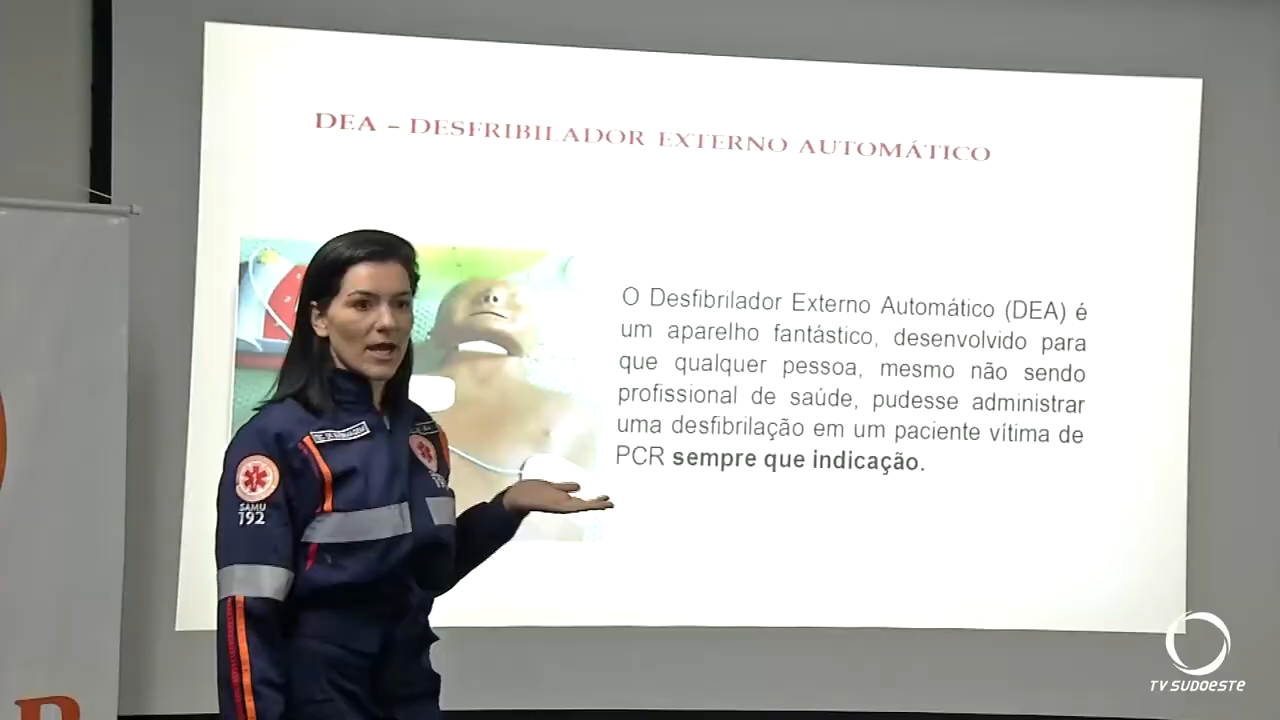 DEA – DESFRIBILADOR EXTERNO AUTOMÁTICO
O Desfibrilador Externo Automático (DEA) é
um aparelho fantástico, desenvolvido para
que qualquer pessoa, mesmo não sendo
profissional de saúde, pudesse administrar
uma desfibrilação em um paciente vítima de
PCR sempre que indicação.
SAMU
192
TV SUDOESTE